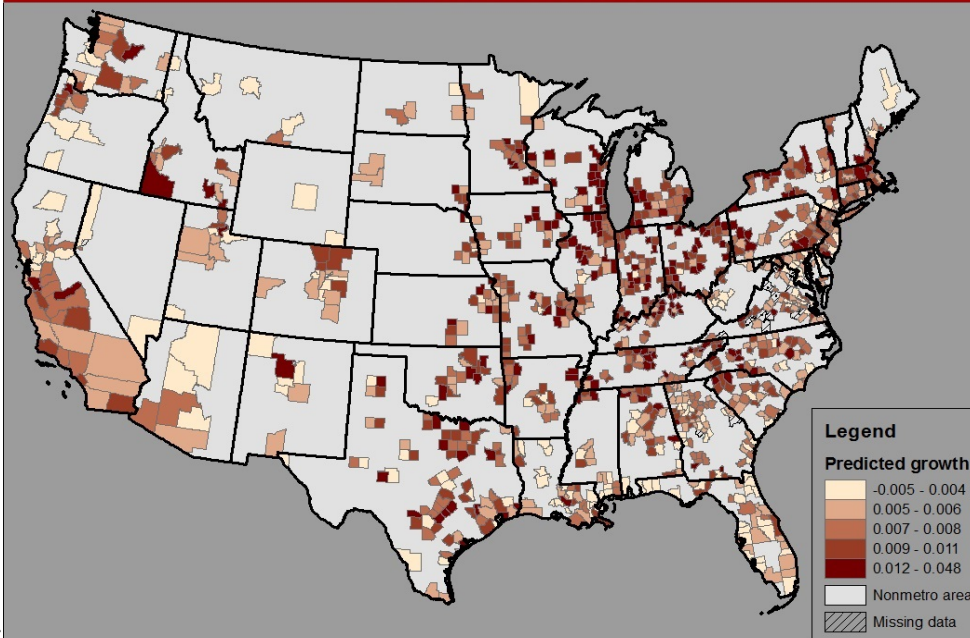 Legend
Predicted growth
-0.005 - 0.004
0.005 - 0.006
0.007 - 0.008
0.009 - 0.011
0.012 - 0.048
Nonmetro area
Missing data